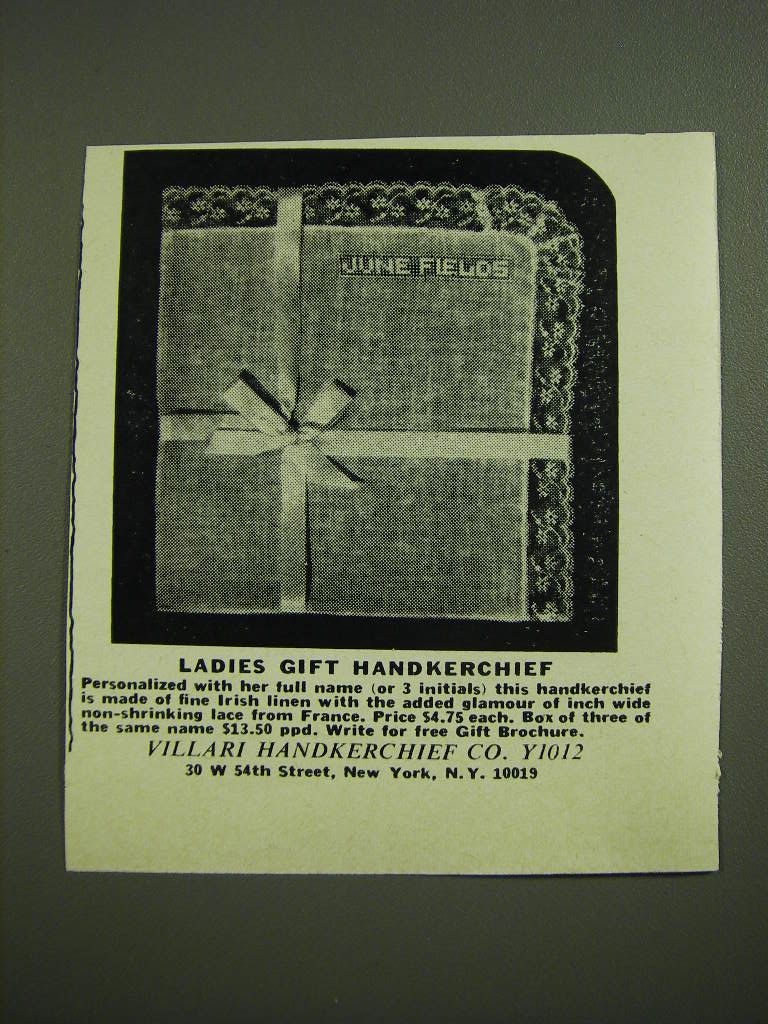 JUNE FIELDS
LADIES GIFT HANDKERCHIEF
Personalized with her full name (or 3 initials) this handkerchief
is made of fine Irish linen with the added glamour of inch wide
non-shrinking lace from France. Price $4.75 each. Box of three of
the same name $13.50 ppd. Write for free Gift Brochure.
VILLARI HANDKERCHIEF CO. Y1012
30 W 54th Street, New York, N.Y. 10019